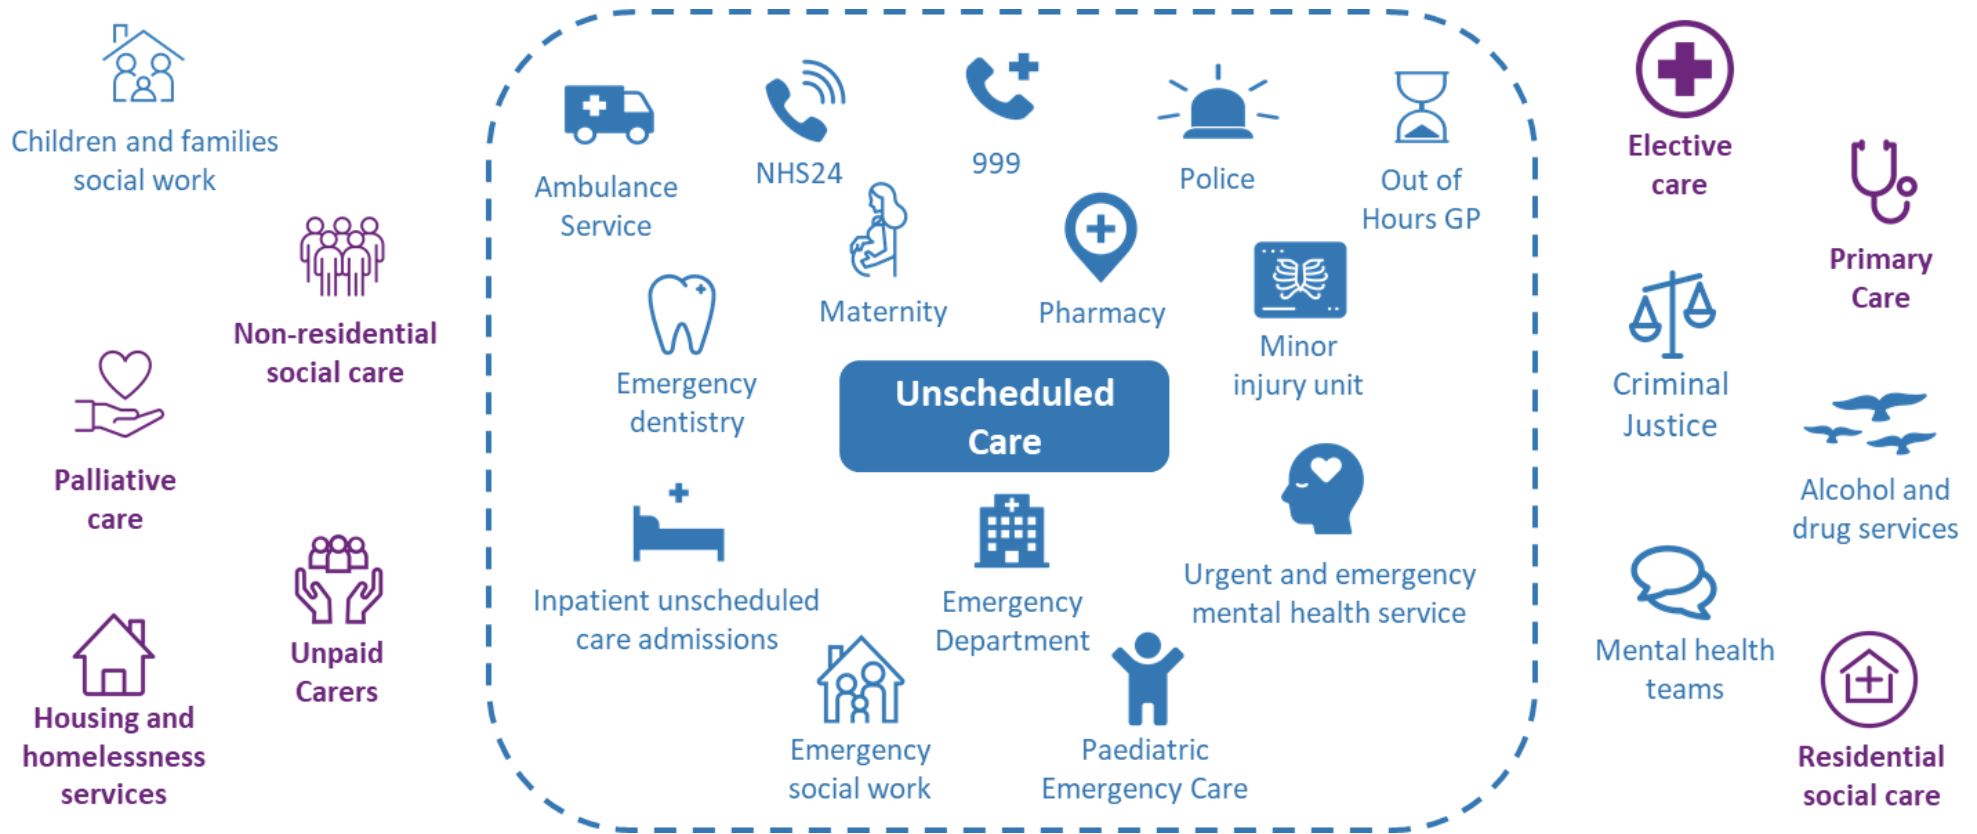 Children and families
social work
Non-residential
social care
Palliative
care
Unpaid
Carers
Housing and
homelessness
services
Ambulance
Service
NHS24
999
Police
Out of
Hours GP
Maternity
Pharmacy
Minor
injury unit
Emergency
dentistry
Unscheduled
Care
Inpatient unscheduled
care admissions
Emergency
Department
Urgent and emergency
mental health service
Emergency
social work
Paediatric
Emergency Care
Elective
care
Primary
Care
Criminal
Justice
Alcohol and
drug services
Mental health
teams
Residential
social care